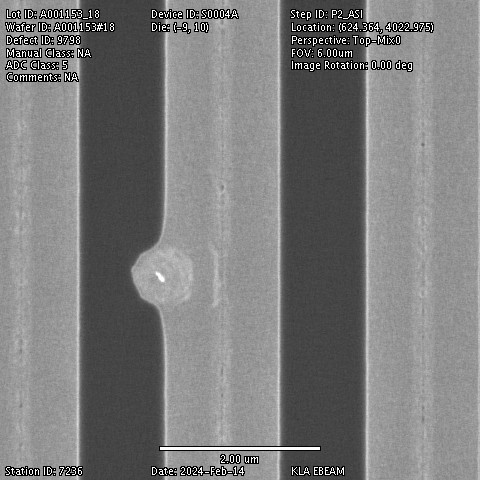 Lot ID: A001153_18
Wafer ID: A001153#18
Defect ID: 9798
Manual Class: NA
ADC Class: 5
Comments: NA
Device ID: S0004A
Die: (-9, 10)
Step ID: P2_ASI
Location: (624.364, 4022.975)
Perspective: Top-Mix0
FOV: 6.00um
Image Rotation: 0.00 deg
2.00 um
Station ID: 7236
Date: 2024-Feb-14
KLA EBEAM